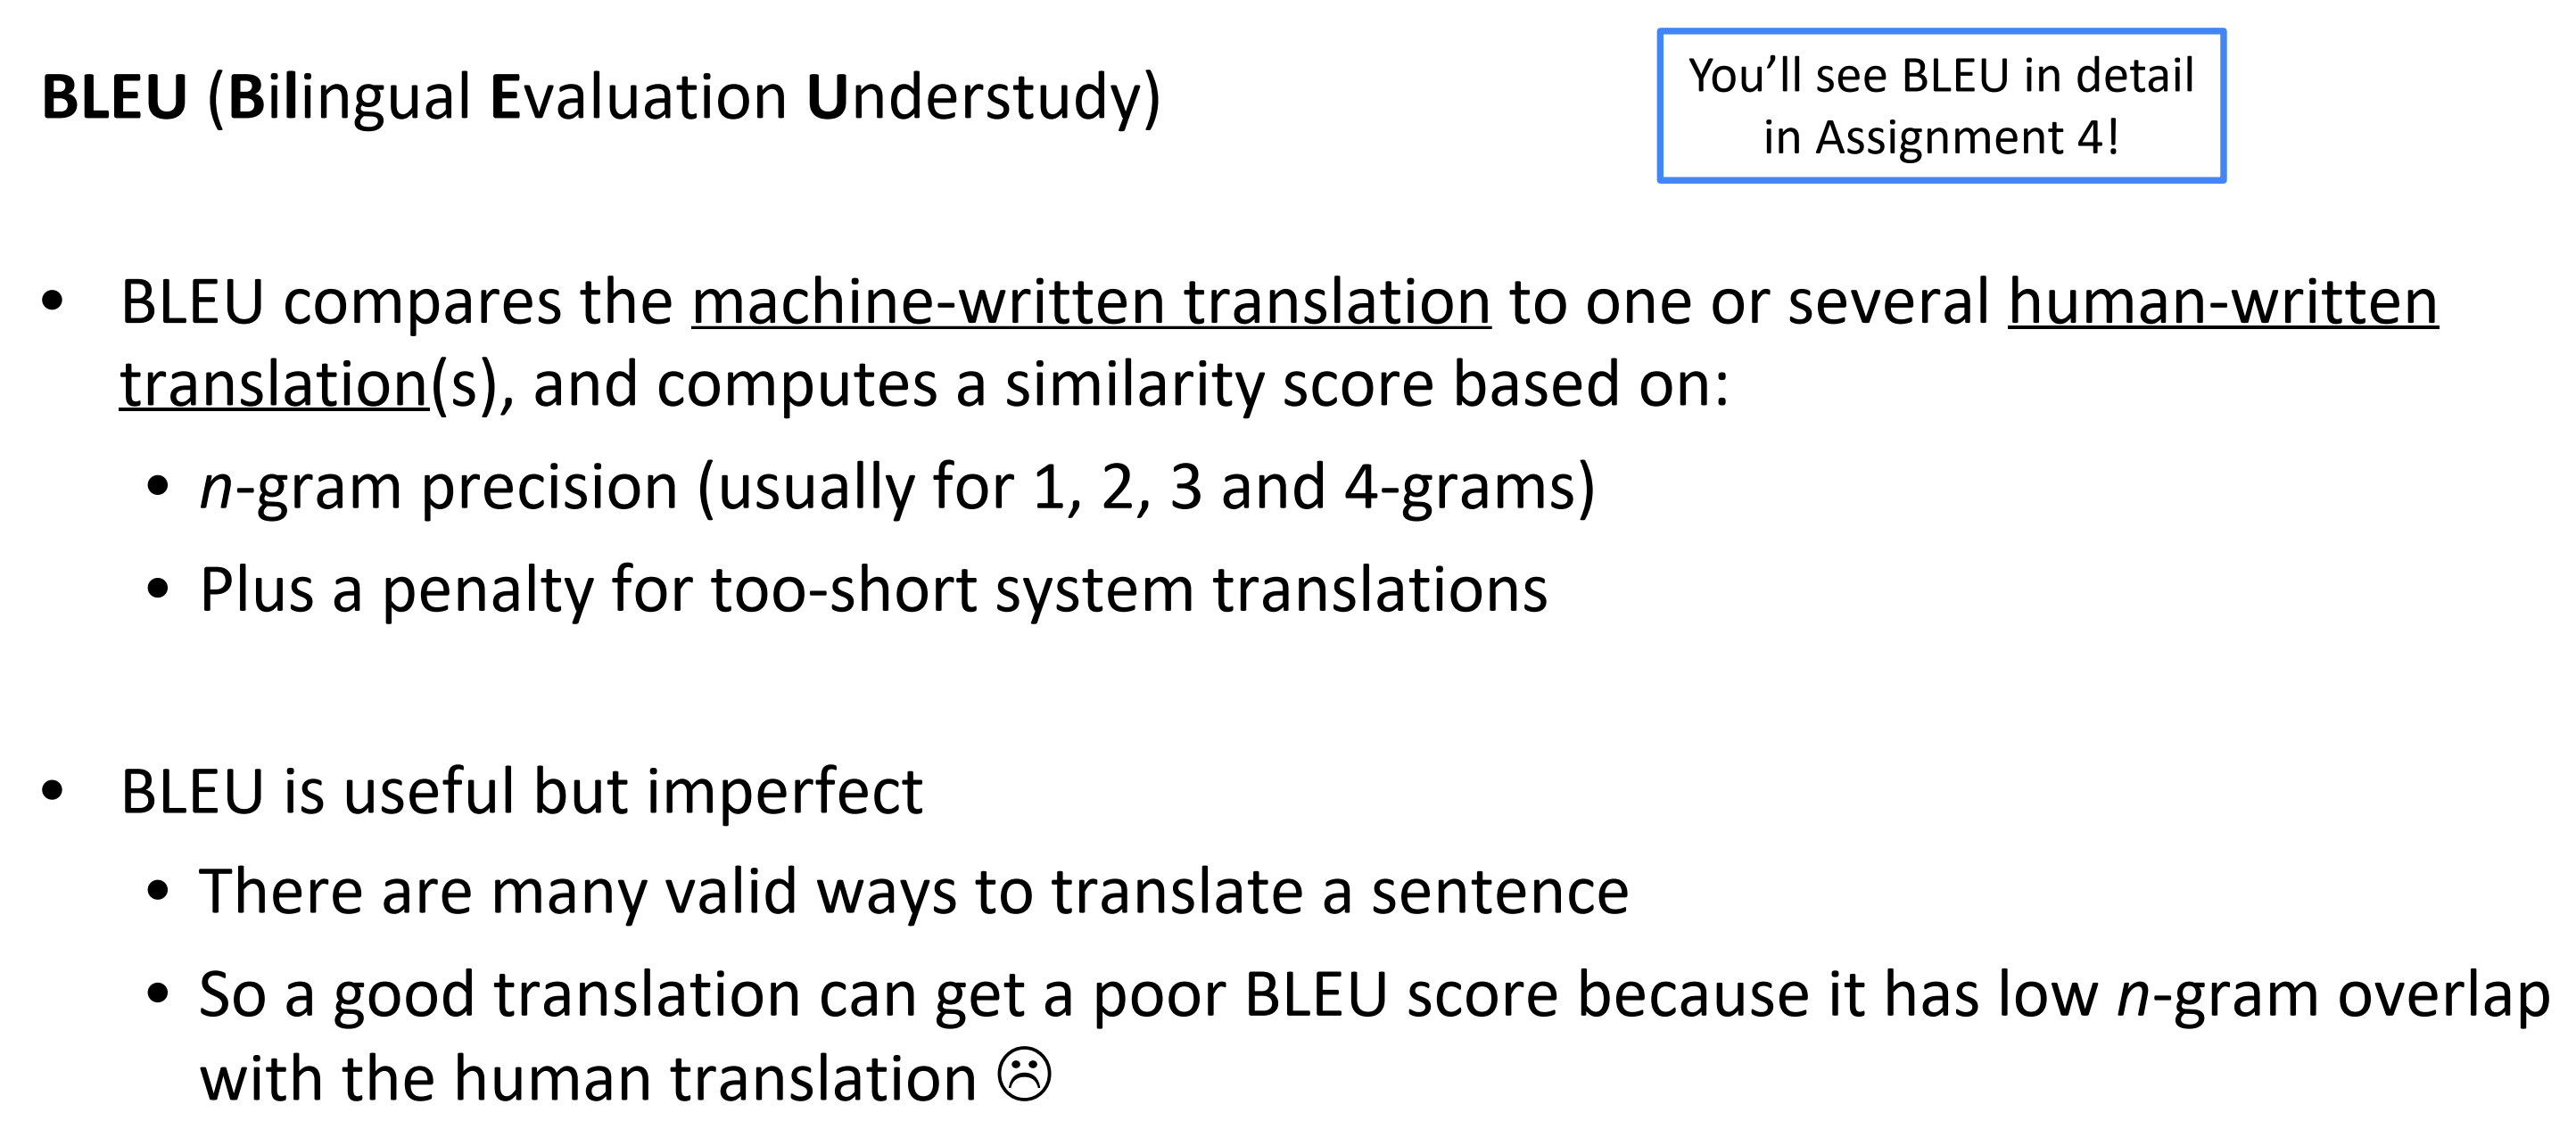 BLEU (Bilingual Evaluation Understudy)
You’ll see BLEU in detail
in Assignment 4!
• BLEU compares the machine-written translation to one or several human-written
translation(s), and computes a similarity score based on:
• n-gram precision (usually for 1, 2, 3 and 4-grams)
• Plus a penalty for too-short system translations
• BLEU is useful but imperfect
• There are many valid ways to translate a sentence
• So a good translation can get a poor BLEU score because it has low n-gram overlap
with the human translation ☹